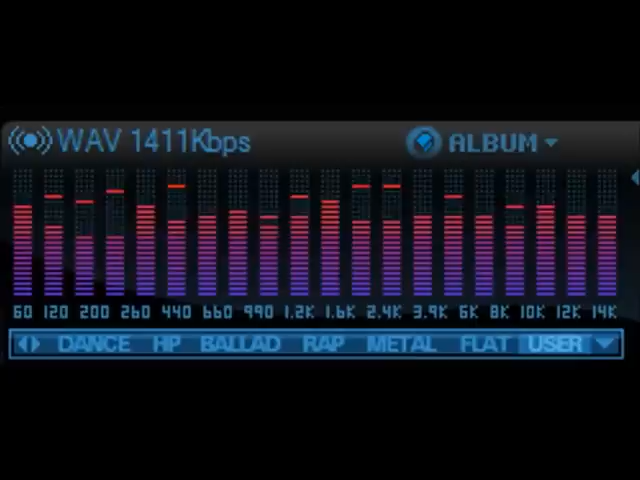 WAV 1411Kbps ALBUM
60 120 200 260 440 660 990 1.2K 1.6K 2.4K 3.9K 6K 8K 10K 12K 14K
DANCE HP BALLAD RAP METAL FLAT USER